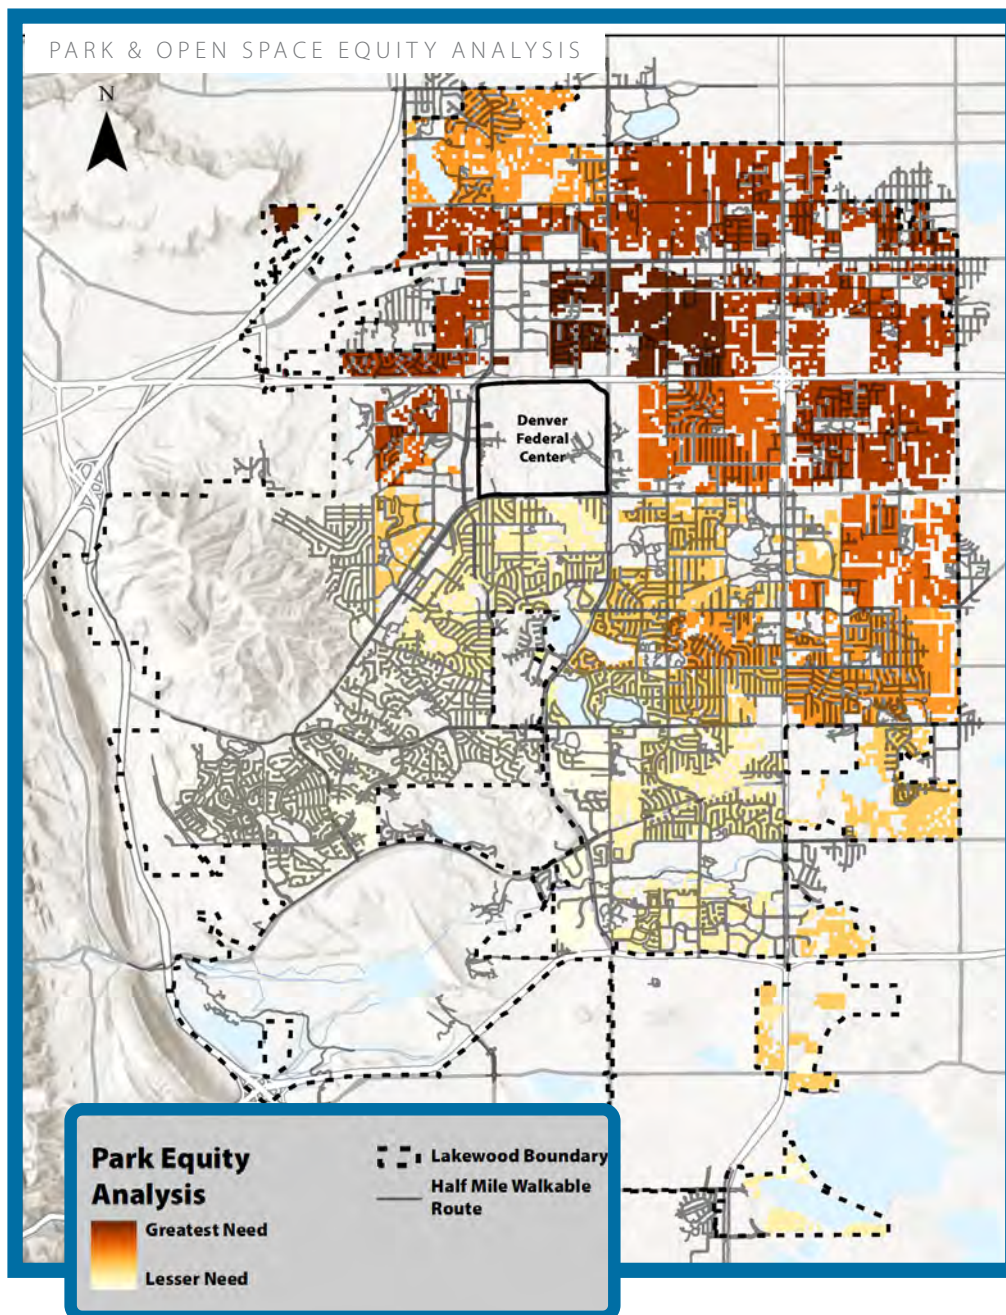 PARK & OPEN SPACE EQUITY ANALYSIS
N
Denver
Federal
Center
Park Equity
Analysis
Greatest Need
Lesser Need
Lakewood Boundary
Half Mile Walkable
Route